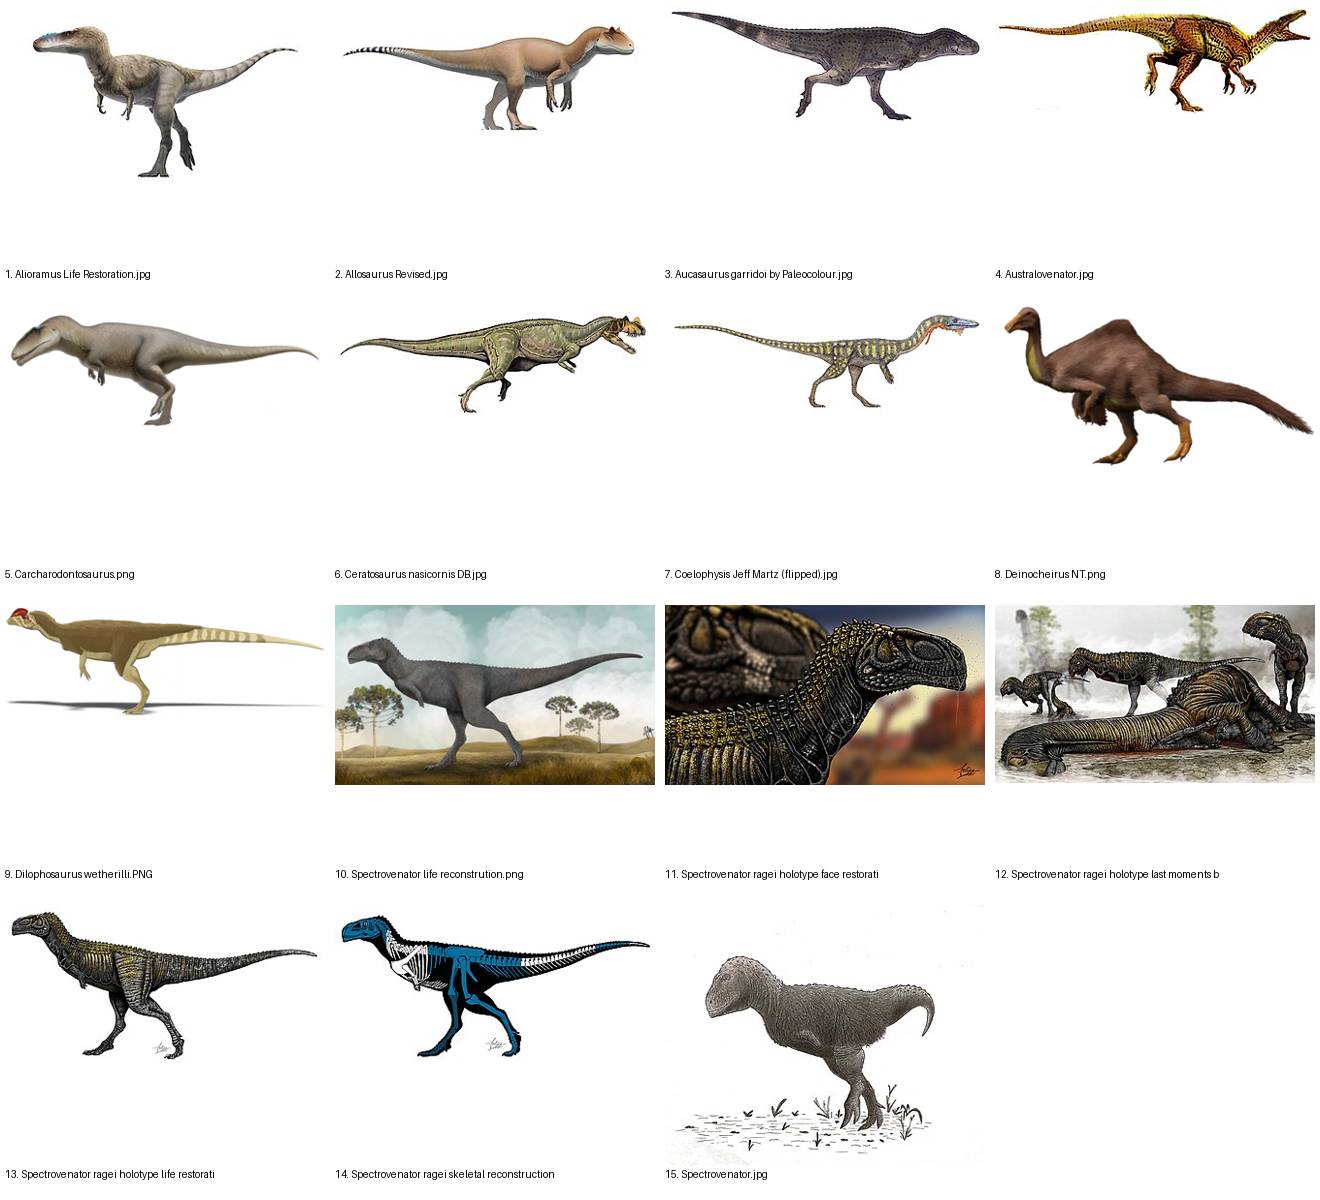 1. Alioramus Life Restoration.jpg
2. Allosaurus Revised.jpg
3. Aucasaurus garridoi by Paleocolour.jpg
4. Australovenator.jpg
5. Carcharodontosaurus.png
6. Ceratosaurus nasicornis DB.jpg
7. Coelophysis Jeff Martz (flipped).jpg
8. Deinocheirus NT.png
9. Dilophosaurus wetherilli.PNG
10. Spectrovenator life reconstrution.png
11. Spectrovenator ragei holotype face restorati
12. Spectrovenator ragei holotype last moments b
13. Spectrovenator ragei holotype life restorati
14. Spectrovenator ragei skeletal reconstruction
15. Spectrovenator.jpg